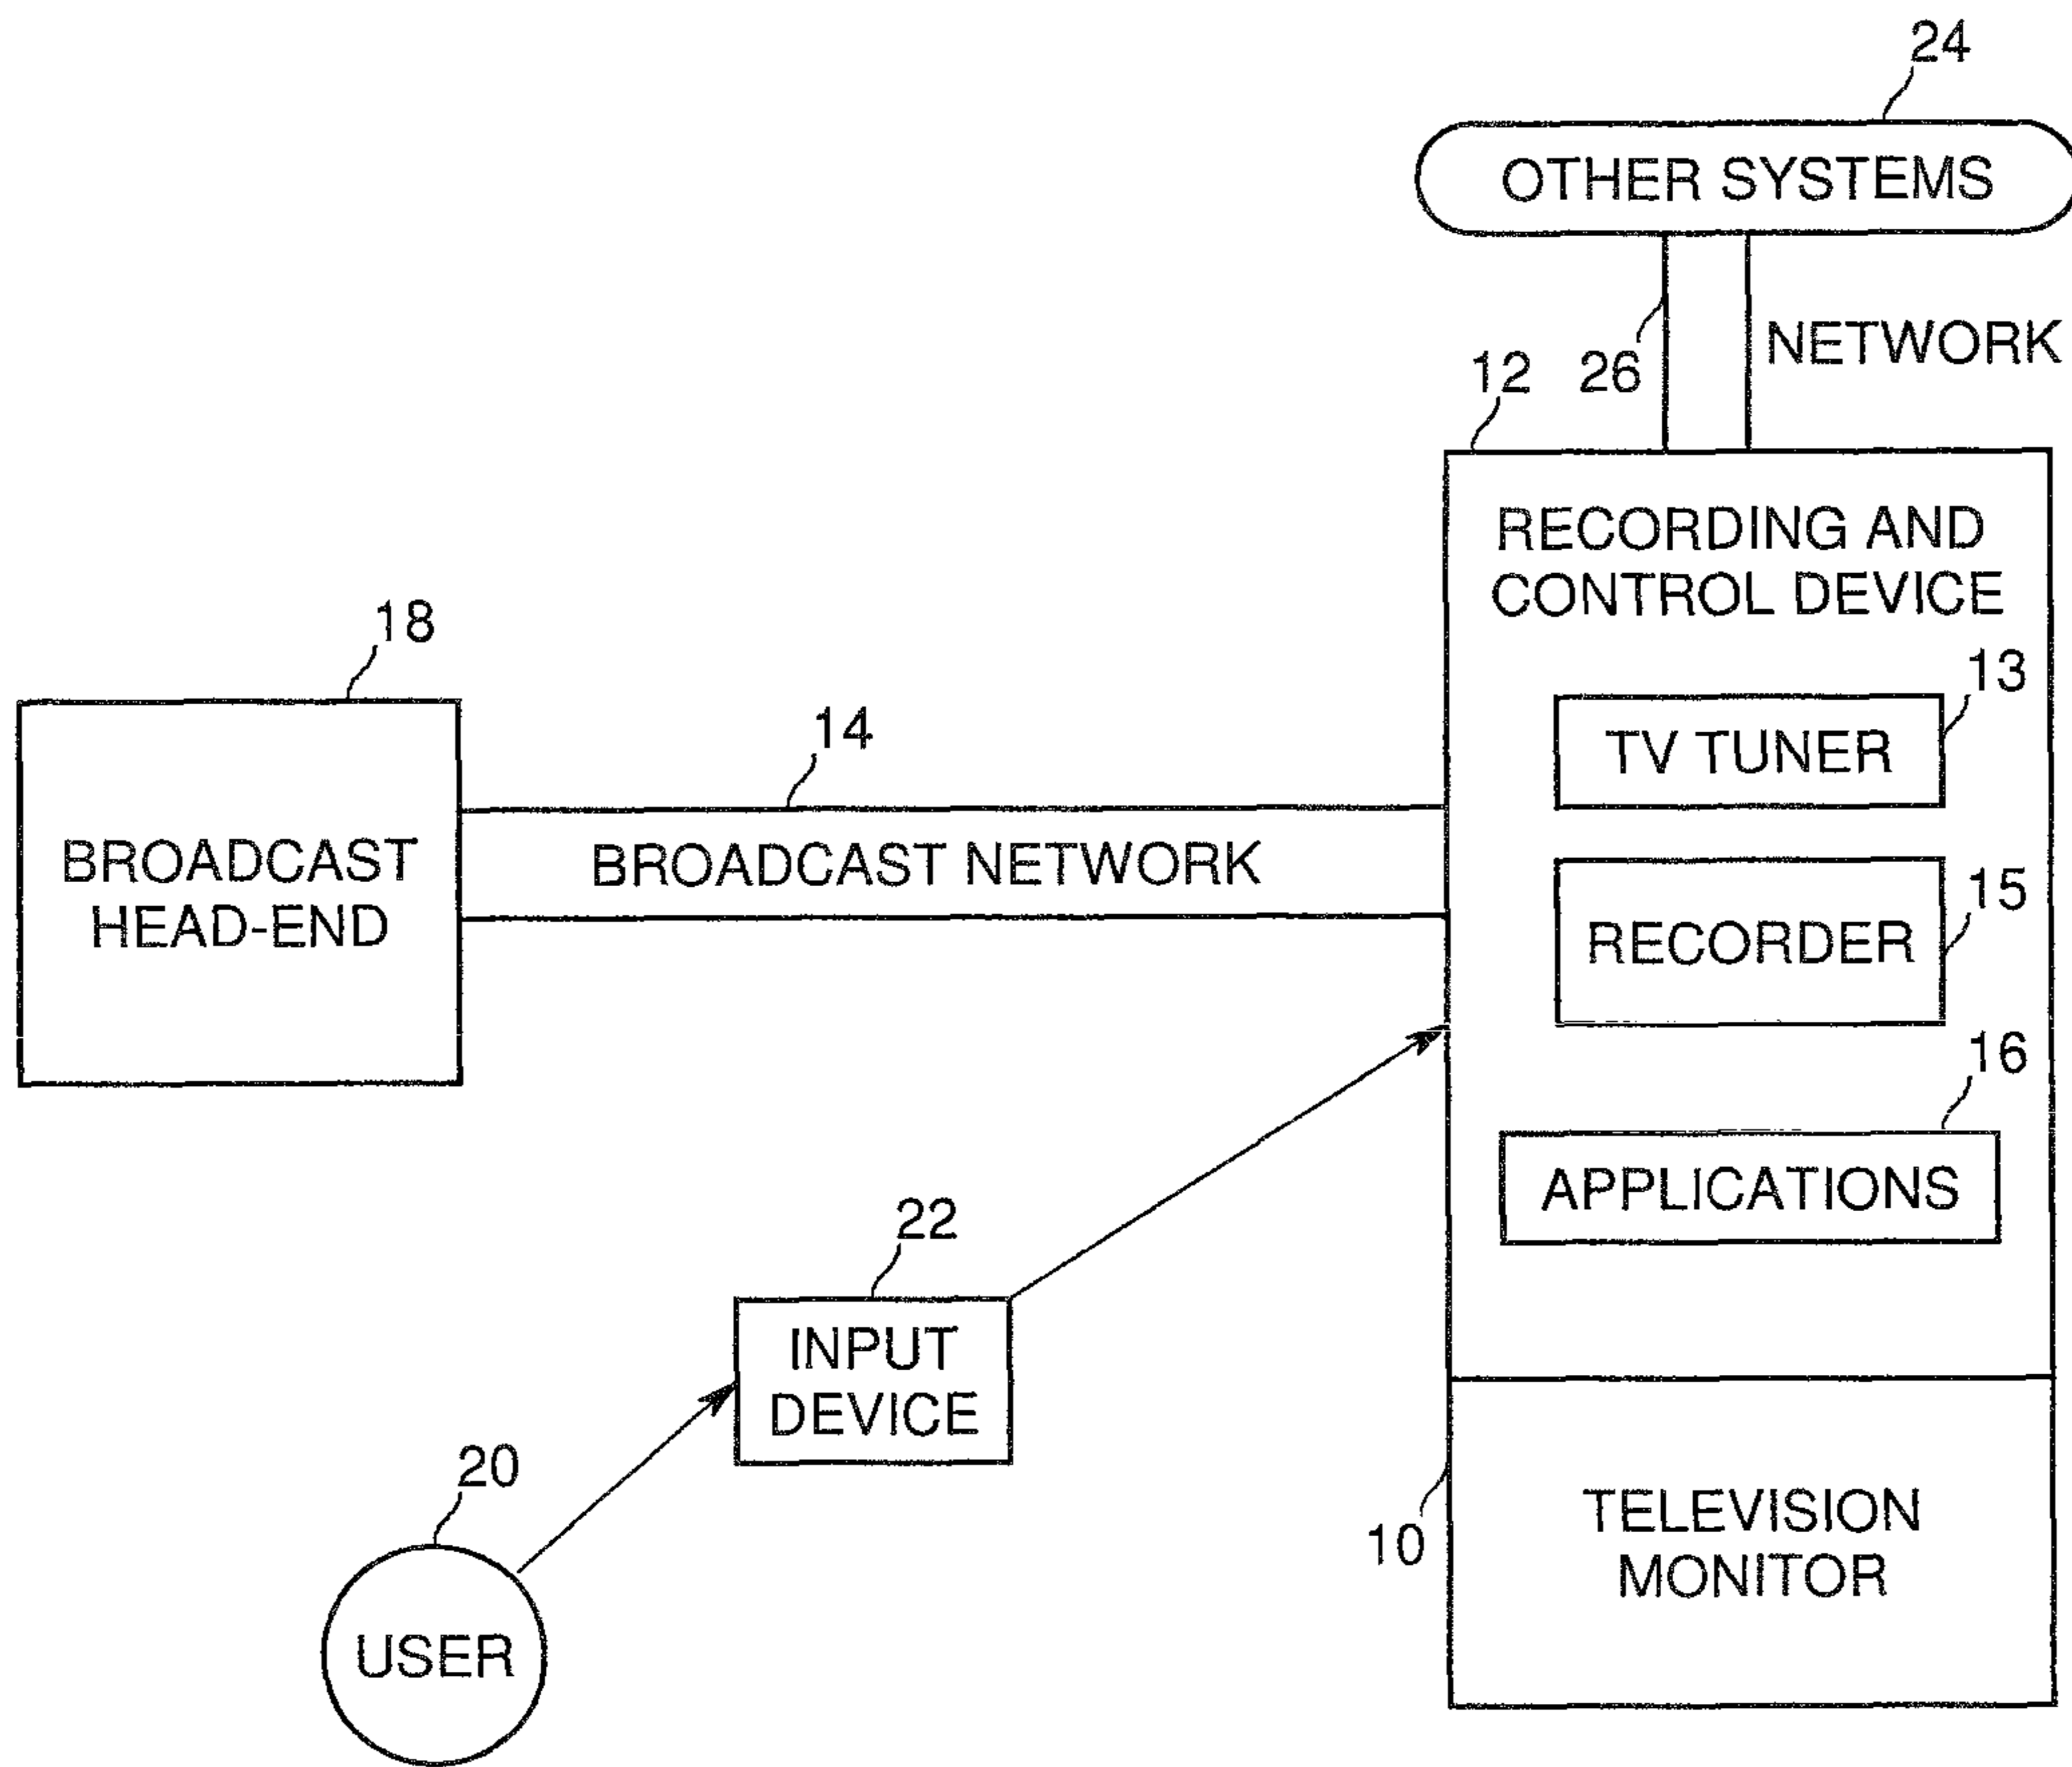 24
OTHER SYSTEMS
26
NETWORK
12
RECORDING AND
CONTROL DEVICE
13
TV TUNER
18
14
BROADCAST
HEAD-END
BROADCAST NETWORK
15
RECORDER
16
APPLICATIONS
22
INPUT
DEVICE
20
USER
10
TELEVISION
MONITOR